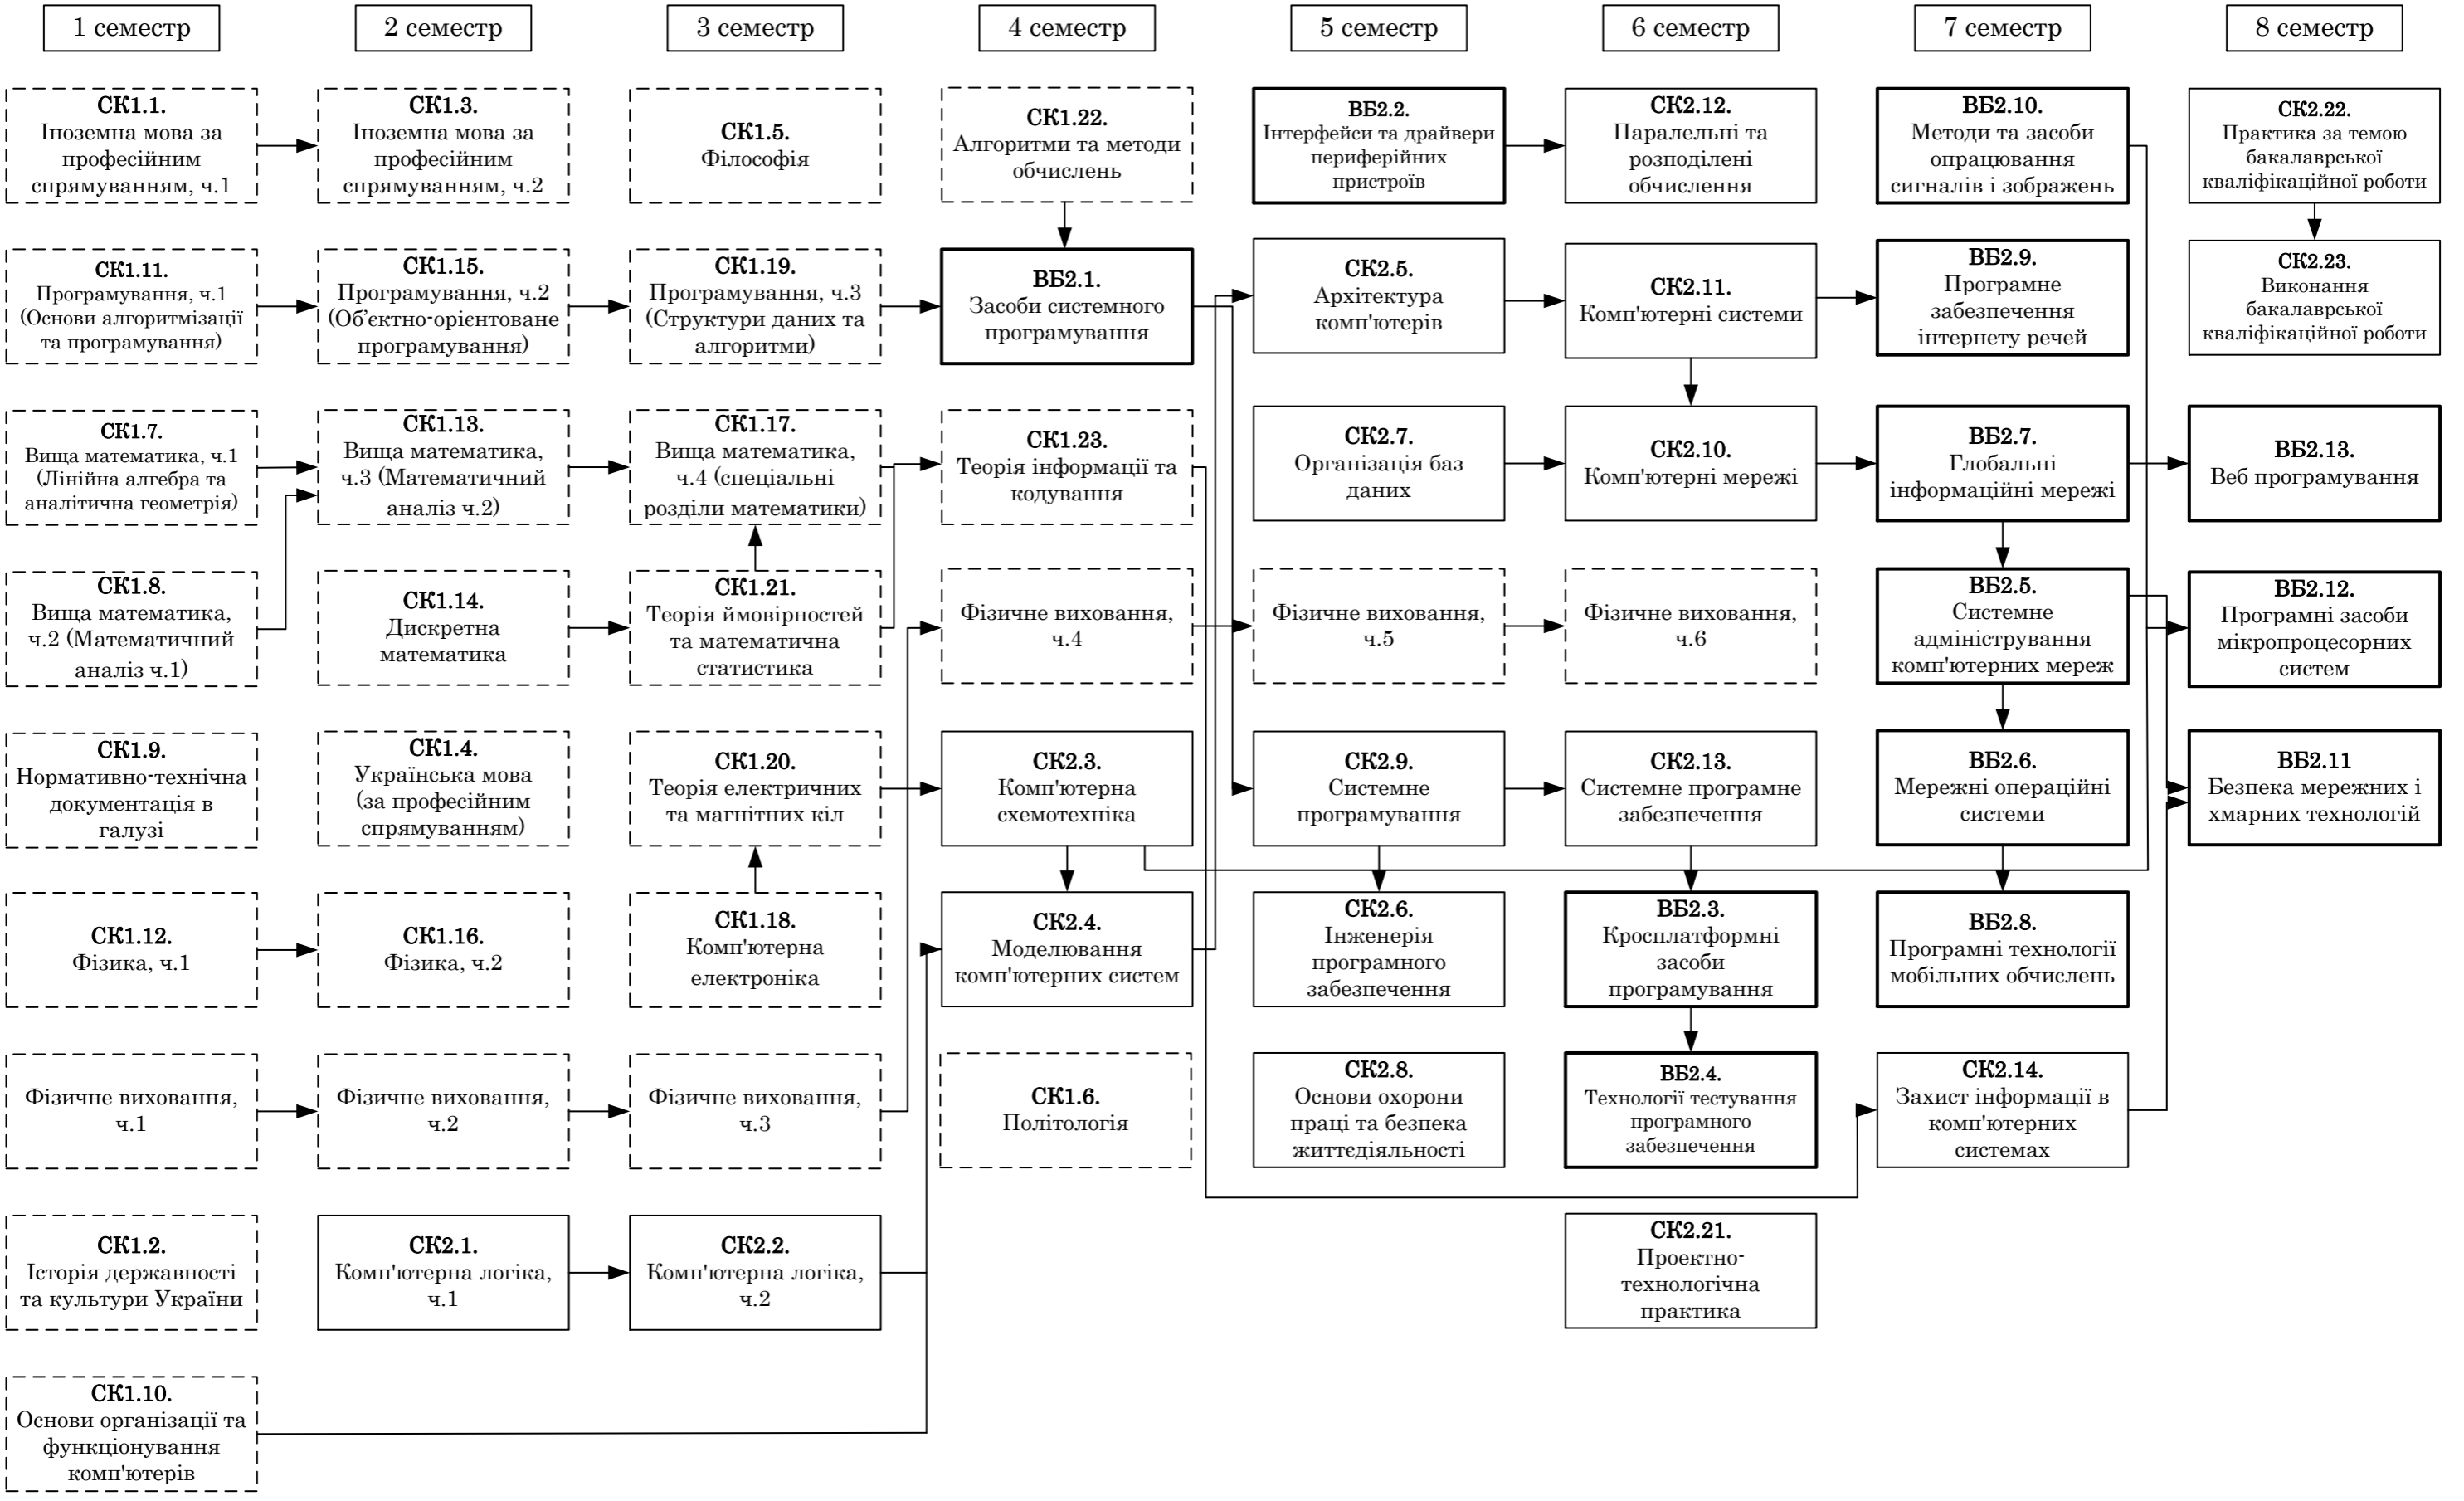 1 семестр
2 семестр
3 семестр
4 семестр
5 семестр
6 семестр
7 семестр
8 семестр
СК1.1.
Іноземна мова за
професійним
спрямуванням, ч.1
СК1.3.
Іноземна мова за
професійним
спрямуванням, ч.2
СК1.5.
Філософія
СК1.22.
Алгоритми та методи
обчислень
ВБ2.2.
Інтерфейси та драйвери
периферійних
пристроїв
СК2.12.
Паралельні та
розподілені
обчислення
ВБ2.10.
Методи та засоби
опрацювання
сигналів і зображень
СК2.22.
Практика за темою
бакалаврської
кваліфікаційної роботи
СК1.11.
Програмування, ч.1
(Основи алгоритмізації
та програмування)
СК1.15.
Програмування, ч.2
(Об’єктно-орієнтоване
програмування)
СК1.19.
Програмування, ч.3
(Структури даних та
алгоритми)
ВБ2.1.
Засоби системного
програмування
СК2.5.
Архітектура
комп'ютерів
СК2.11.
Комп'ютерні системи
ВБ2.9.
Програмне
забезпечення
інтернету речей
СК2.23.
Виконання
бакалаврської
кваліфікаційної роботи
СК1.7.
Вища математика, ч.1
(Лінійна алгебра та
аналітична геометрія)
СК1.13.
Вища математика,
ч.3 (Математичний
аналіз ч.2)
СК1.17.
Вища математика,
ч.4 (спеціальні
розділи математики)
СК1.23.
Теорія інформації та
кодування
СК2.7.
Організація баз
даних
СК2.10.
Комп'ютерні мережі
ВБ2.7.
Глобальні
інформаційні мережі
ВБ2.13.
Веб програмування
СК1.8.
Вища математика,
ч.2 (Математичний
аналіз ч.1)
СК1.14.
Дискретна
математика
СК1.21.
Теорія ймовірностей
та математична
статистика
Фізичне виховання,
ч.4
Фізичне виховання,
ч.5
Фізичне виховання,
ч.6
ВБ2.5.
Системне
адміністрування
комп'ютерних мереж
ВБ2.12.
Програмні засоби
мікропроцесорних
систем
СК1.9.
Нормативно-технічна
документація в
галузі
СК1.4.
Українська мова
(за професійним
спрямуванням)
СК1.20.
Теорія електричних
та магнітних кіл
СК2.3.
Комп'ютерна
схемотехніка
СК2.9.
Системне
програмування
СК2.13.
Системне програмне
забезпечення
ВБ2.6.
Мережні операційні
системи
ВБ2.11
Безпека мережних і
хмарних технологій
СК1.12.
Фізика, ч.1
СК1.16.
Фізика, ч.2
СК1.18.
Комп'ютерна
електроніка
СК2.4.
Моделювання
комп'ютерних систем
СК2.6.
Інженерія
програмного
забезпечення
ВБ2.3.
Кросплатформні
засоби
програмування
ВБ2.8.
Програмні технології
мобільних обчислень
Фізичне виховання,
ч.1
Фізичне виховання,
ч.2
Фізичне виховання,
ч.3
СК1.6.
Політологія
СК2.8.
Основи охорони
праці та безпека
життєдіяльності
ВБ2.4.
Технології тестування
програмного
забезпечення
СК2.14.
Захист інформації в
комп'ютерних
системах
СК1.2.
Історія державності
та культури України
СК2.1.
Комп'ютерна логіка,
ч.1
СК2.2.
Комп'ютерна логіка,
ч.2
СК2.21.
Проектно-
технологічна
практика
СК1.10.
Основи організації та
функціонування
комп'ютерів